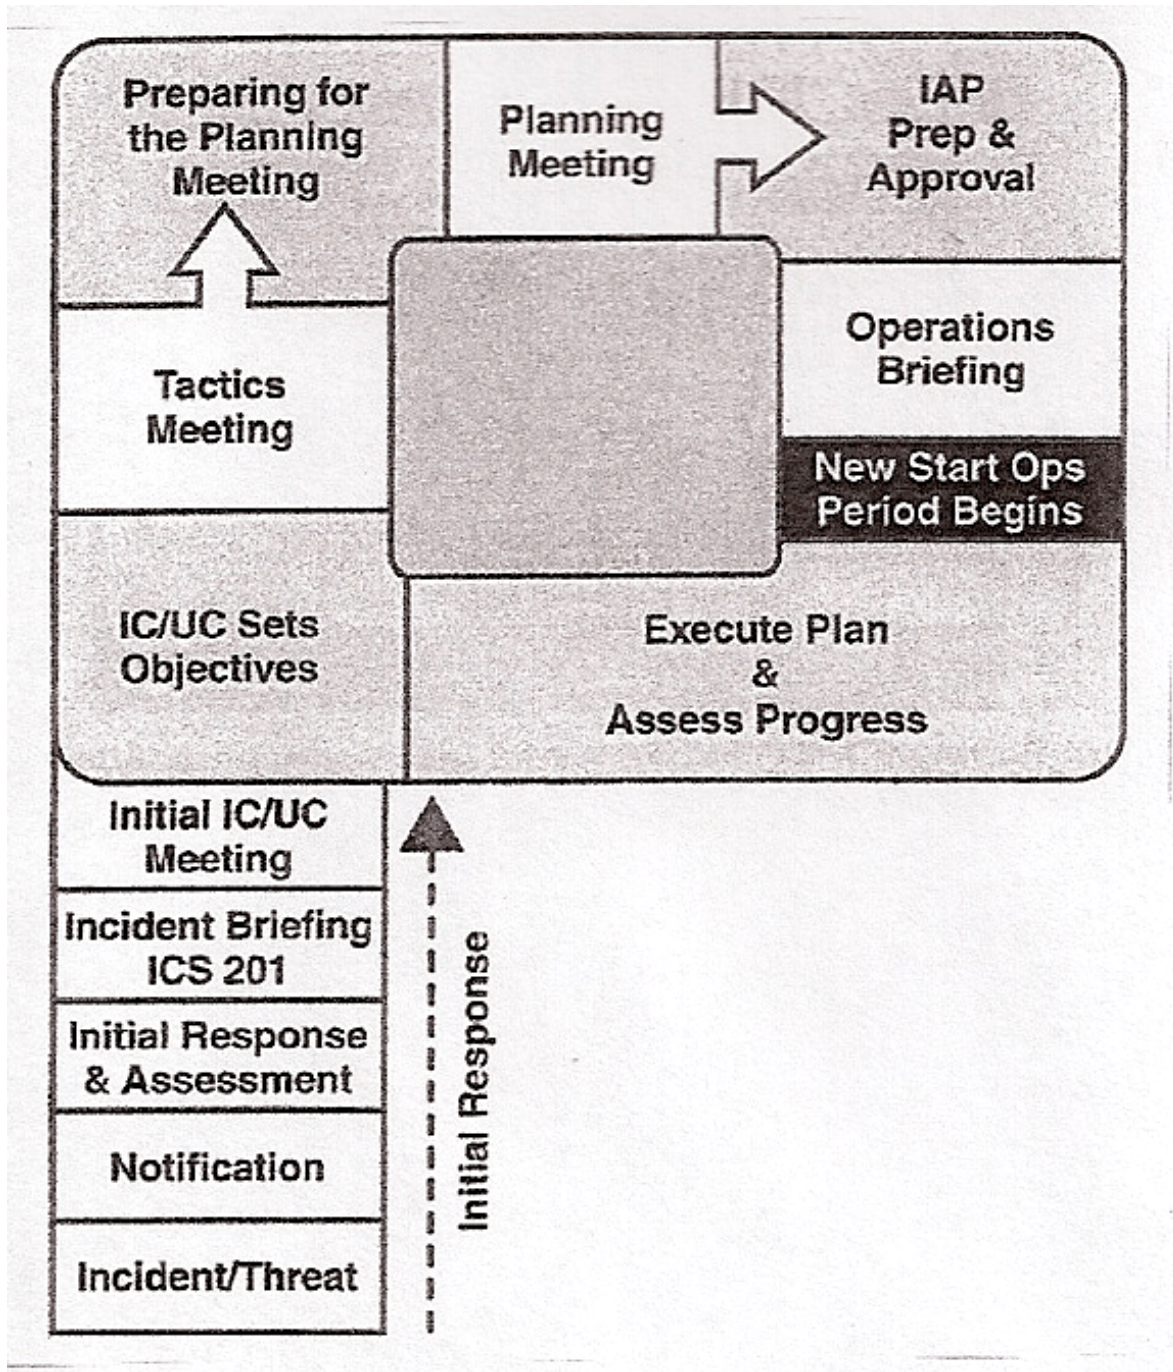 Preparing for
the Planning
Meeting
Planning
Meeting
IAP
Prep &
Approval
Tactics
Meeting
Operations
Briefing
New Start Ops
Period Begins
IC/UC Sets
Objectives
Execute Plan
&
Assess Progress
Initial IC/UC
Meeting
Incident Briefing
ICS 201
Initial Response
& Assessment
Notification
Incident/Threat
Initial Response